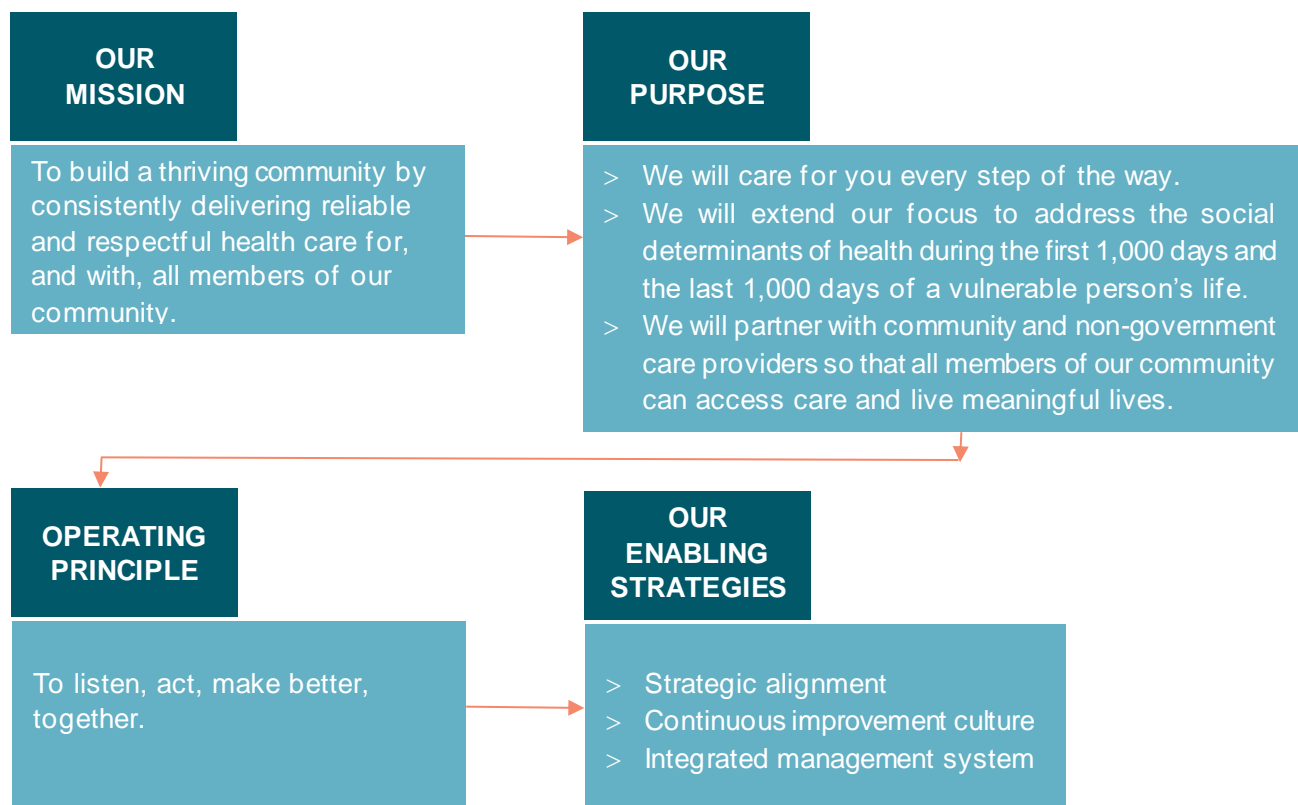 OUR
MISSION
To build a thriving community by
consistently delivering reliable
and respectful health care for,
and with, all members of our
community.
OUR
PURPOSE
> We will care for you every step of the way.
> We will extend our focus to address the social
determinants of health during the first 1,000 days and
the last 1,000 days of a vulnerable person’s life.
> We will partner with community and non-government
care providers so that all members of our community
can access care and live meaningful lives.
OPERATING
PRINCIPLE
To listen, act, make better,
together.
OUR
ENABLING
STRATEGIES
> Strategic alignment
> Continuous improvement culture
> Integrated management system